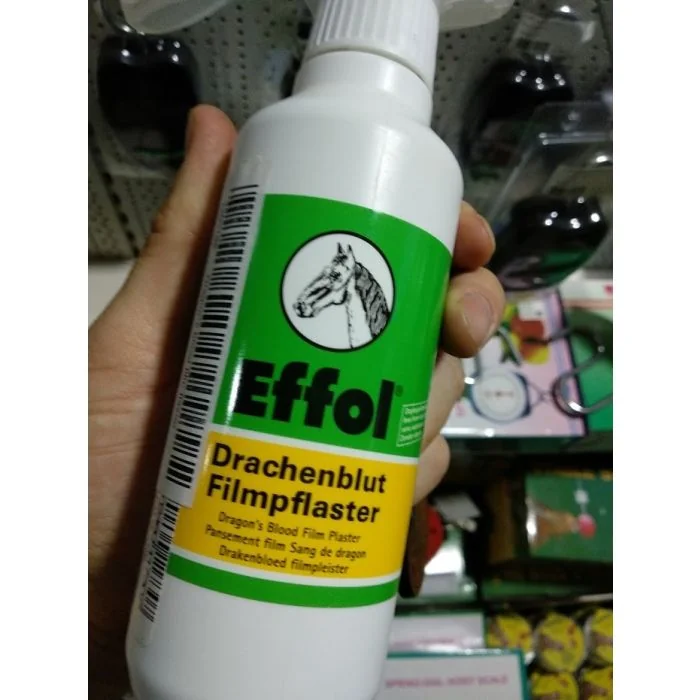 Effol®
Drachenblut
Filmpflaster
Dragon's Blood Film Plaster
Pansement film Sang de dragon
Drakenbloed filmpleister